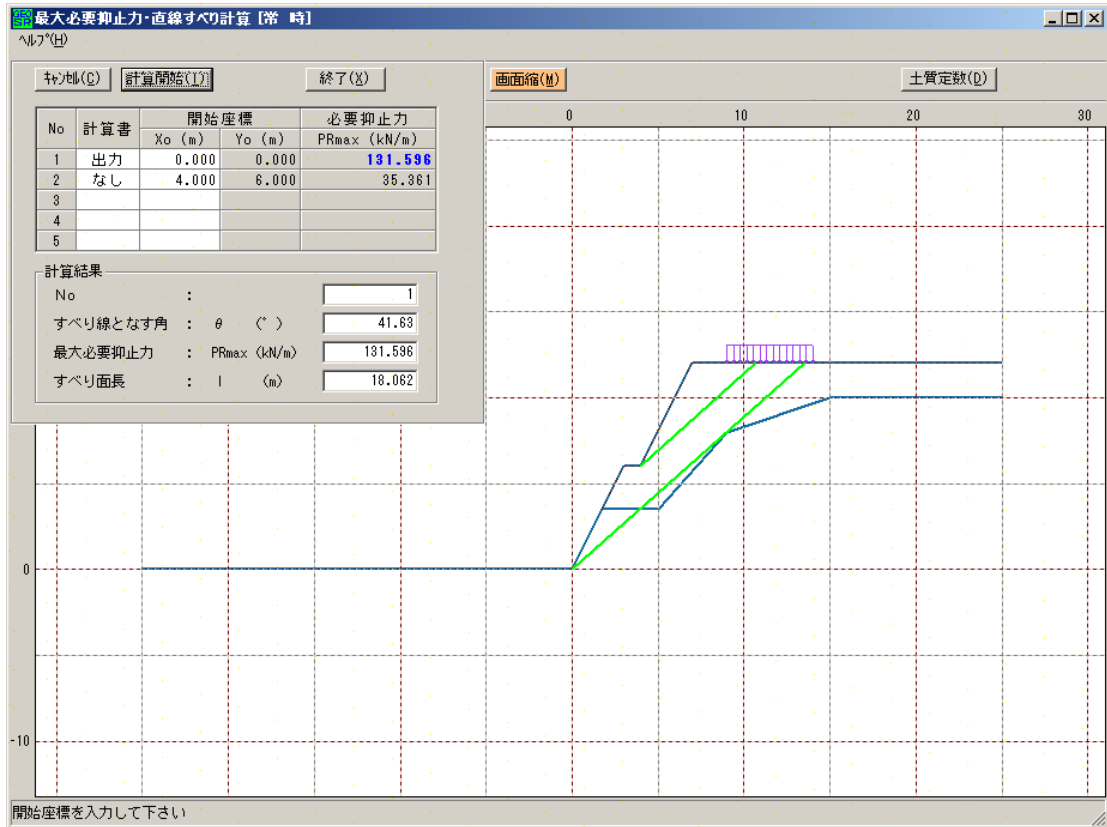 GEO SR 最大必要抑止力・直線すべり計算 [常　時]
ﾍﾙﾌﾟ(H)
ｷｬﾝｾﾙ(C) 計算開始(I) 終了(X) 画面縮(M) 土質定数(D)
No 計算書 開始座標 必要抑止力
Xo (m) Yo (m) PRmax (kN/m)
1 出力 0.000 0.000 131.596
2 なし 4.000 6.000 35.361
3
4
5
計算結果
No : 1
すべり線となす角 : θ (°) 41.63
最大必要抑止力 : PRmax (kN/m) 131.596
すべり面長 : l (m) 18.062
0 10 20 30
0
-10
開始座標を入力して下さい